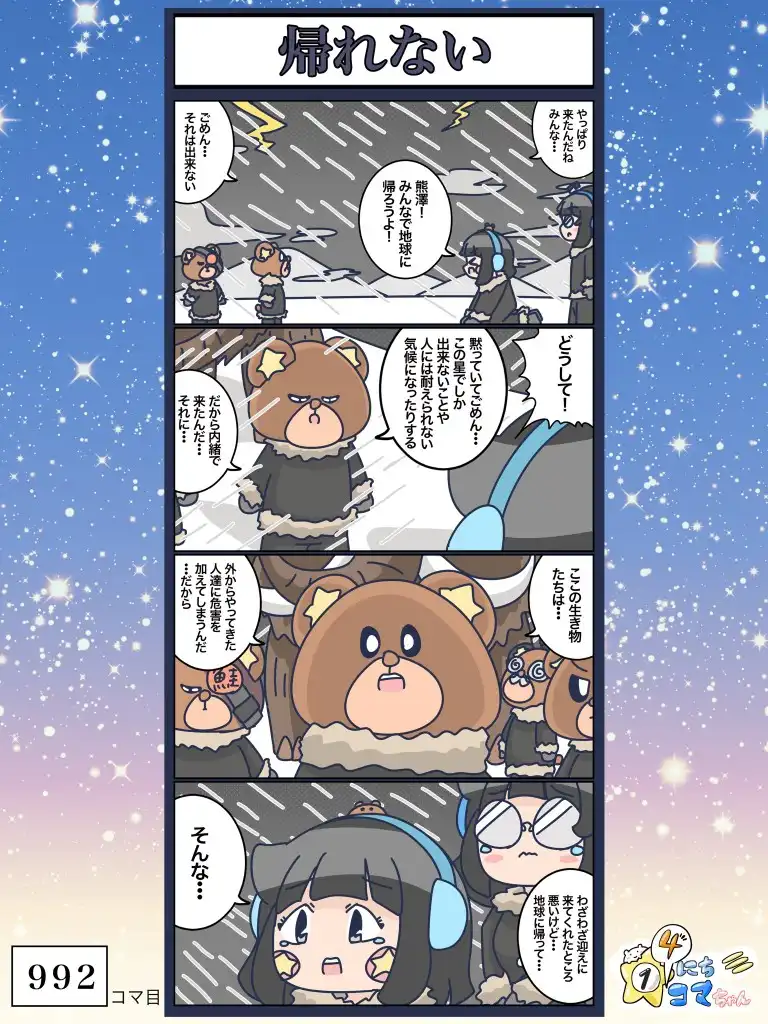 帰れない
やっぱり
来たんだね
みんな…
熊澤！
みんなで地球に
帰ろうよ！
ごめん…
それは出来ない
どうして！
黙っていてごめん…
この星でしか
出来ないことや
人には耐えられない
気候になったりする
だから内緒で
来たんだ…
それに…
ここの生き物
たちは…
鮭
外からやってきた
人達に危害を
加えてしまうんだ
…だから
わざわざ迎えに
来てくれたところ
悪いけど…
地球に帰って…
そんな…
992
コマ目
1
4
にち
コマちゃん